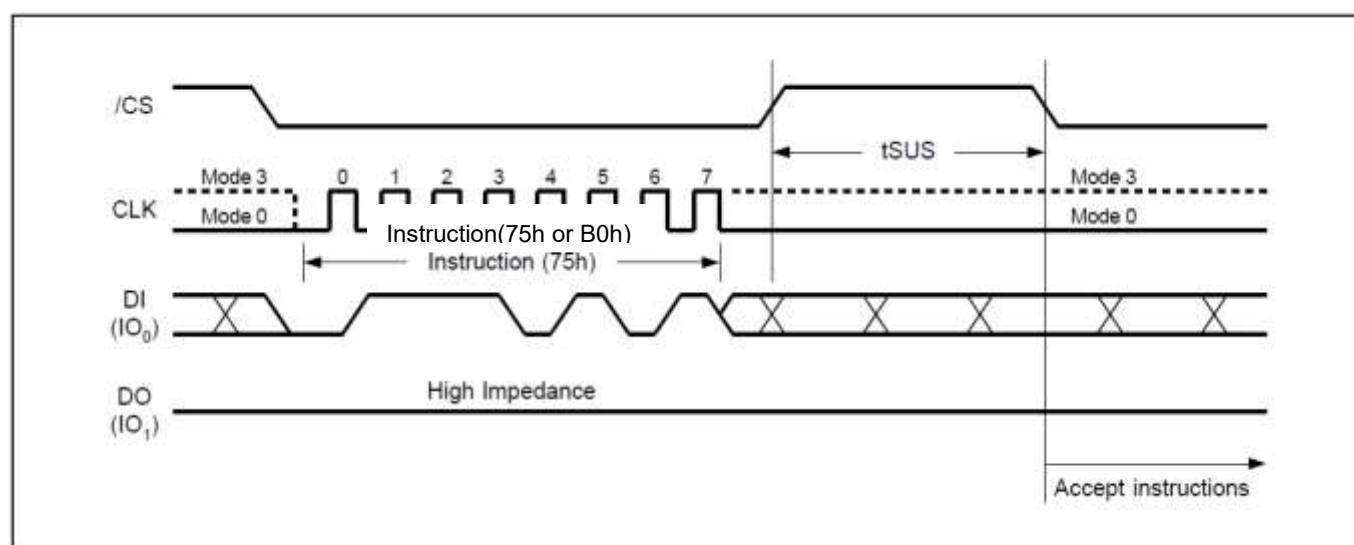 /CS
tSUS
Mode 3 0 1 2 3 4 5 6 7 Mode 3
CLK
Mode 0 Mode 0
Instruction(75h or B0h)
Instruction (75h)
DI
(IO0)
High Impedance
DO
(IO1)
Accept instructions